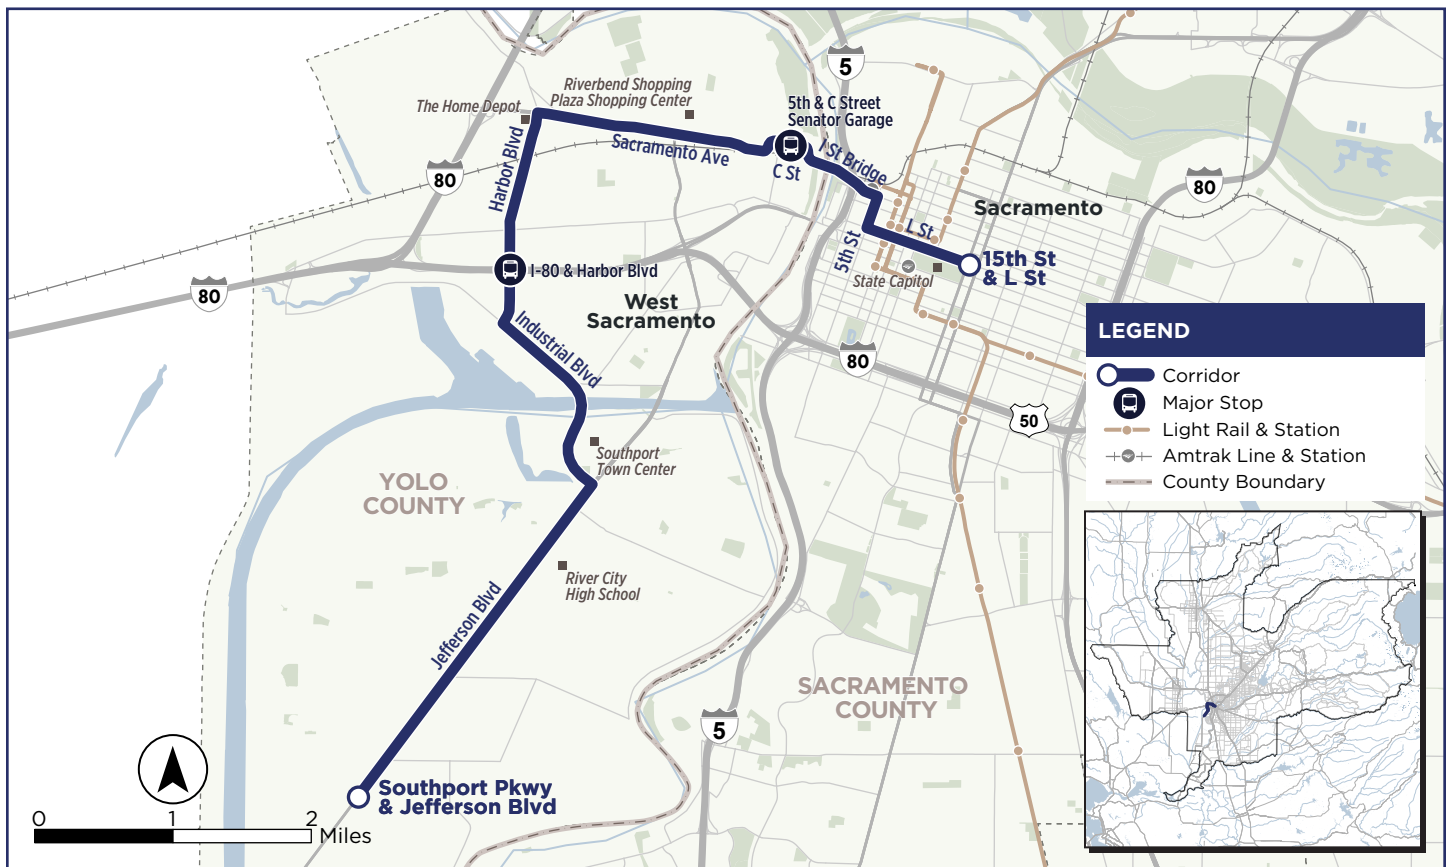 5
Riverbend Shopping
Plaza Shopping Center
The Home Depot
5th & C Street
Senator Garage
Harbor Blvd
Sacramento Ave
C St
I St Bridge
80
80
Sacramento
L St
5th St
15th St
& L St
State Capitol
I-80 & Harbor Blvd
80
West
Sacramento
Industrial Blvd
80
50
Southport
Town Center
YOLO
COUNTY
River City
High School
Jefferson Blvd
SACRAMENTO
COUNTY
5
Southport Pkwy
& Jefferson Blvd
0 1 2
Miles
LEGEND
Corridor
Major Stop
Light Rail & Station
Amtrak Line & Station
County Boundary